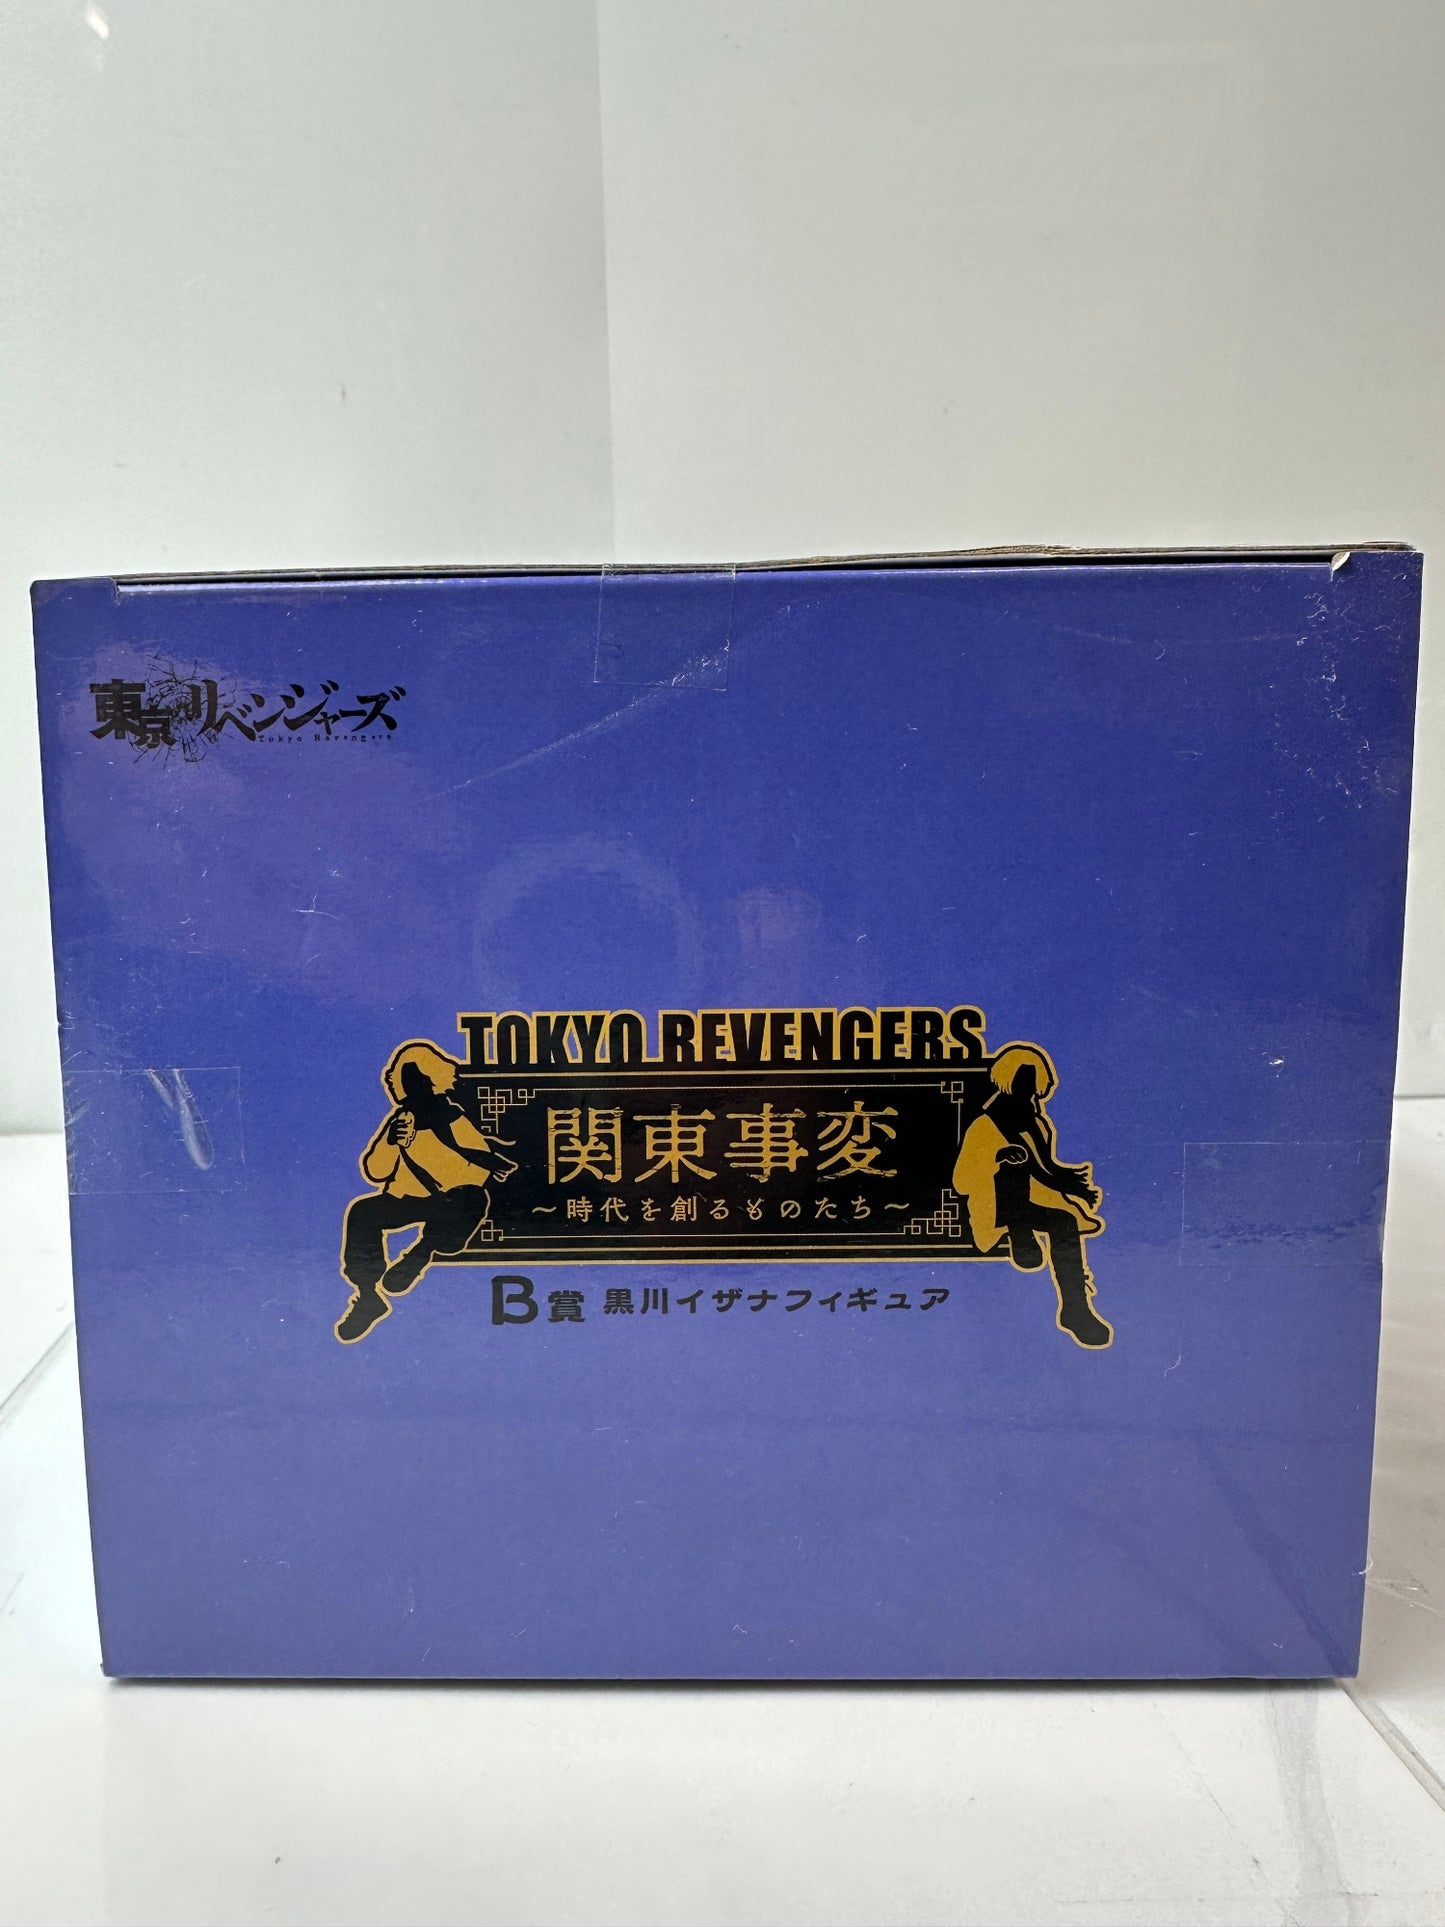 東京リベンジャーズ
Tokyo Revengers
TOKYO REVENGERS
関東事変
～時代を創るものたち～
B賞 黒川イザナフィギュア